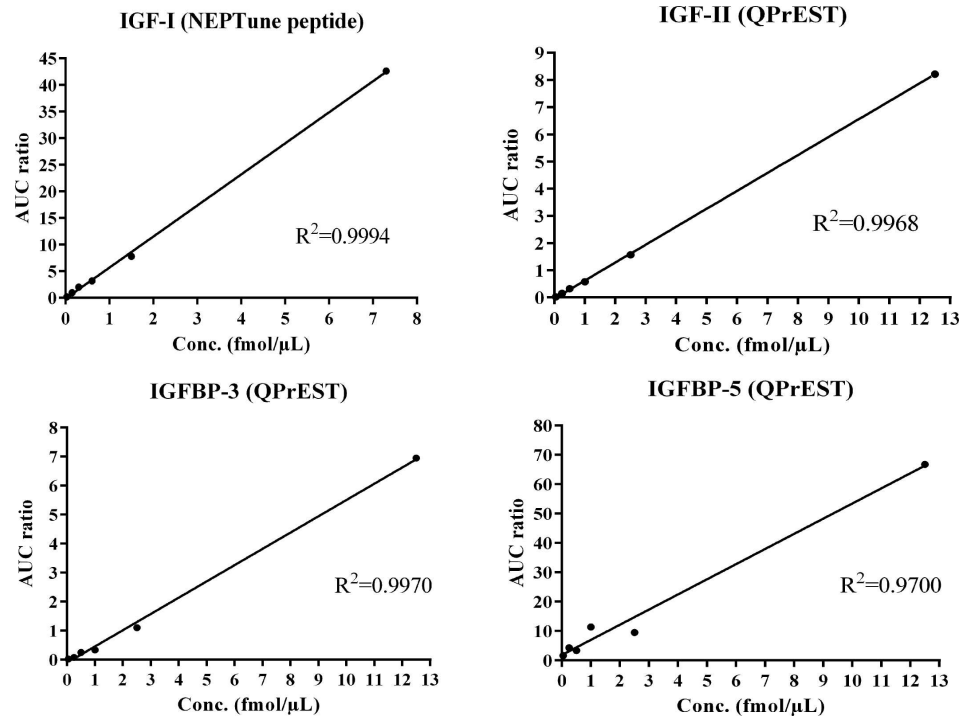 IGF-I (NEPTune peptide)
45
40
35
30
25
20
15
10
5
0
AUC ratio
R²=0.9994
0 1 2 3 4 5 6 7 8
Conc. (fmol/µL)
IGF-II (QPrEST)
9
8
7
6
5
4
3
2
1
0
AUC ratio
R²=0.9968
0 1 2 3 4 5 6 7 8 9 10 11 12 13
Conc. (fmol/µL)
IGFBP-3 (QPrEST)
8
7
6
5
4
3
2
1
0
AUC ratio
R²=0.9970
0 1 2 3 4 5 6 7 8 9 10 11 12 13
Conc. (fmol/µL)
IGFBP-5 (QPrEST)
80
70
60
50
40
30
20
10
0
AUC ratio
R²=0.9700
0 1 2 3 4 5 6 7 8 9 10 11 12 13
Conc. (fmol/µL)